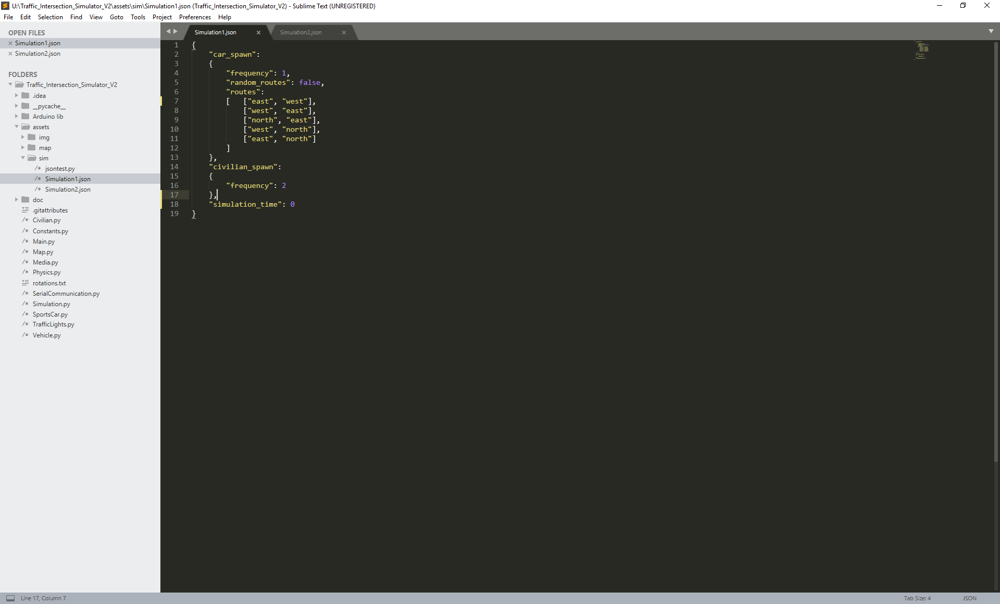 U:\Traffic_Intersection_Simulator_V2\assets\sim\Simulation1.json (Traffic_Intersection_Simulator_V2) - Sublime Text (UNREGISTERED)
File Edit Selection Find View Goto Tools Project Preferences Help
OPEN FILES
Simulation1.json
Simulation2.json
FOLDERS
Traffic_Intersection_Simulator_V2
.idea
__pycache__
Arduino lib
assets
img
map
sim
/* jsontest.py
/* Simulation1.json
/* Simulation2.json
doc
.gitattributes
/* Civilian.py
/* Constants.py
/* Main.py
/* Map.py
/* Media.py
/* Physics.py
rotations.txt
/* SerialCommunication.py
/* Simulation.py
/* SportsCar.py
/* TrafficLights.py
/* Vehicle.py
Simulation1.json Simulation2.json
1 {
2     "car_spawn":
3     {
4         "frequency": 1,
5         "random_routes": false,
6         "routes":
7         [   ["east", "west"],
8             ["west", "east"],
9             ["north", "east"],
10             ["west", "north"],
11             ["east", "north"]
12         ]
13     },
14     "civilian_spawn":
15     {
16         "frequency": 2
17     },
18     "simulation_time": 0
19 }
Line 17, Column 7
Tab Size: 4
JSON